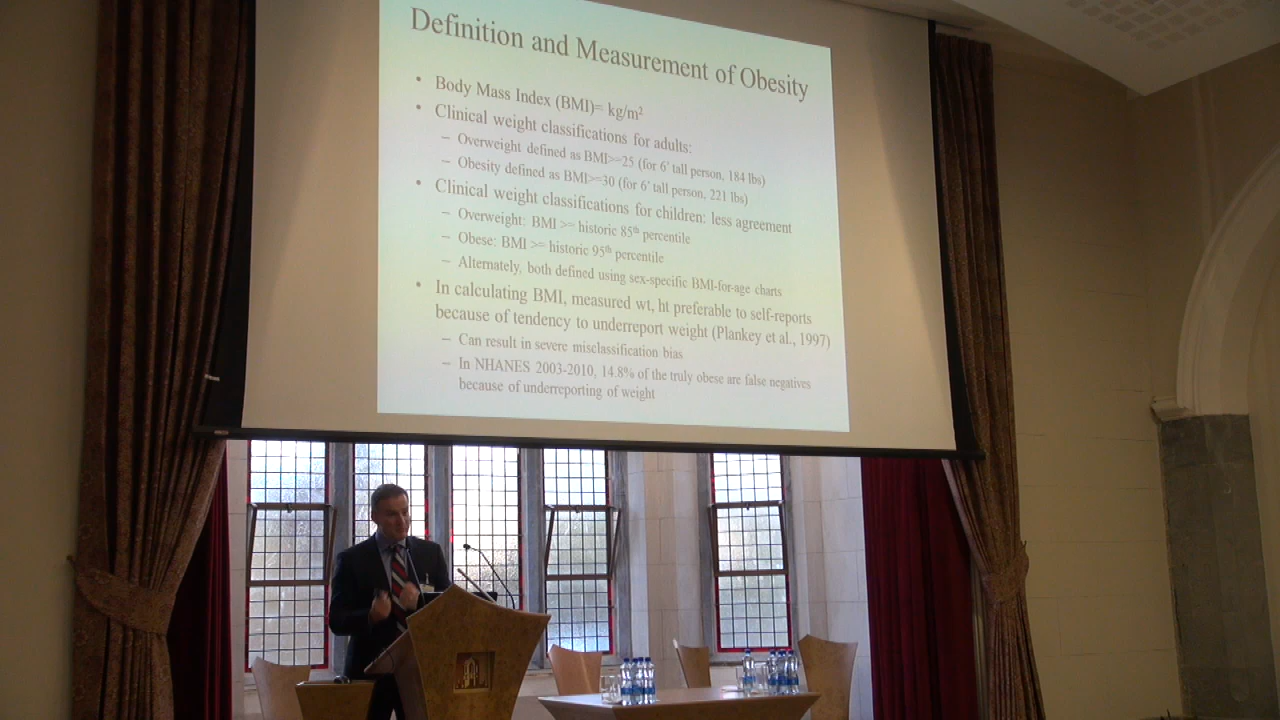 Definition and Measurement of Obesity
• Body Mass Index (BMI)= kg/m²
• Clinical weight classifications for adults:
– Overweight defined as BMI>=25 (for 6' tall person, 184 lbs)
– Obesity defined as BMI>=30 (for 6' tall person, 221 lbs)
• Clinical weight classifications for children: less agreement
– Overweight: BMI >= historic 85th percentile
– Obese: BMI >= historic 95th percentile
– Alternately, both defined using sex-specific BMI-for-age charts
• In calculating BMI, measured wt, ht preferable to self-reports
because of tendency to underreport weight (Plankey et al., 1997)
– Can result in severe misclassification bias
– In NHANES 2003-2010, 14.8% of the truly obese are false negatives
because of underreporting of weight